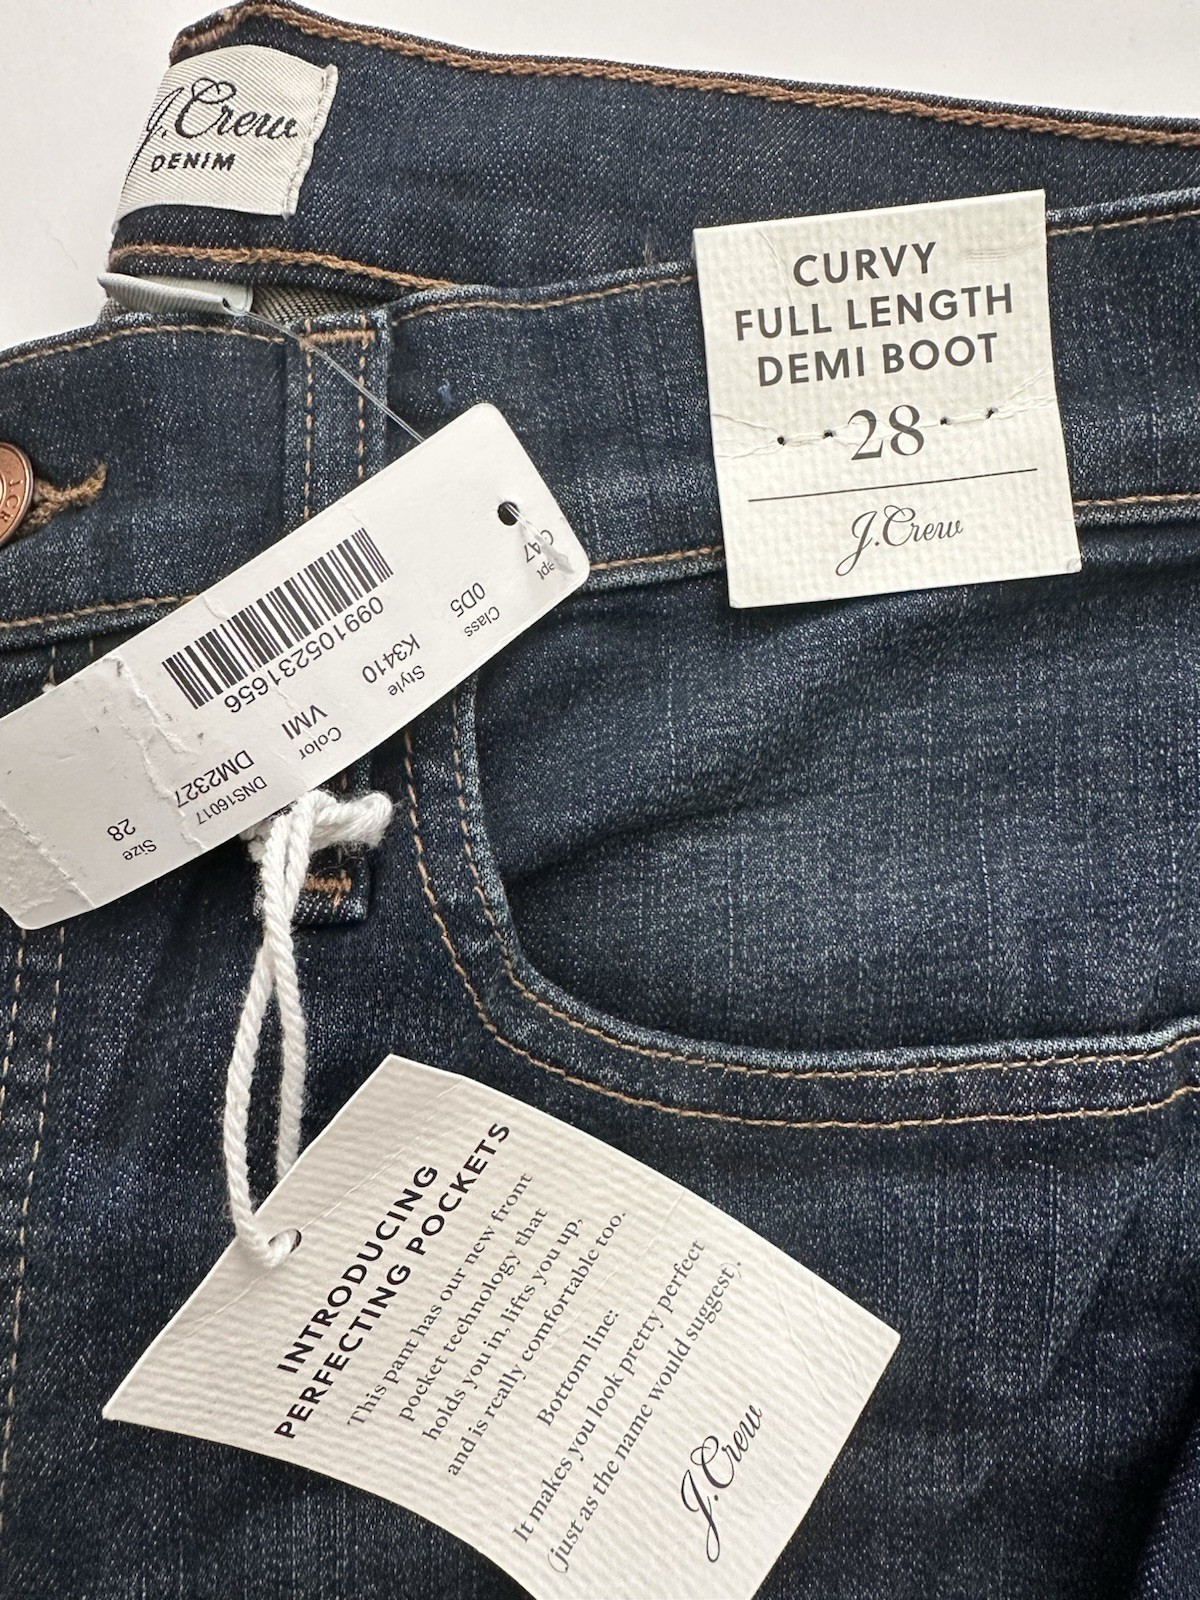 J.Crew
DENIM
CURVY
FULL LENGTH
DEMI BOOT
28
J.Crew
Class
0D5
Style
K3410
Color
VMI
DNS16017
DM2327
Size
28
099105231656
INTRODUCING
PERFECTING POCKETS
This pant has our new front
pocket technology that
holds you in, lifts you up,
and is really comfortable too.
Bottom line:
It makes you look pretty perfect
(just as the name would suggest).
J.Crew